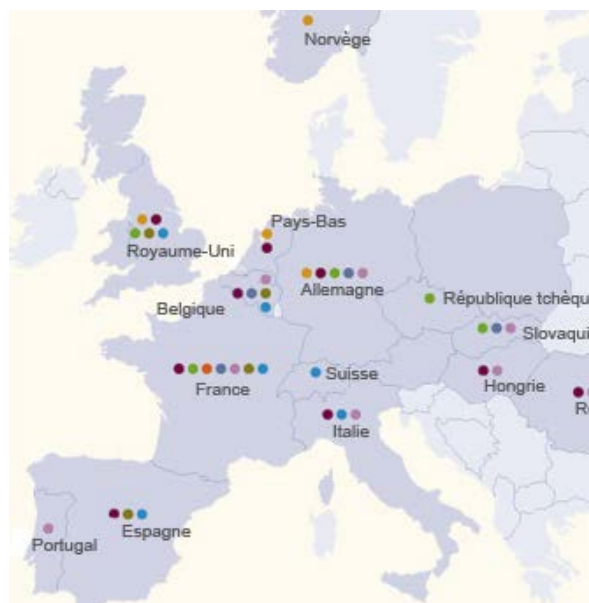 Norvège
Pays-Bas
Royaume-Uni
Allemagne
République tchèqu
Belgique
Slovaqui
Suisse
France
Hongrie
R
Italie
Espagne
Portugal